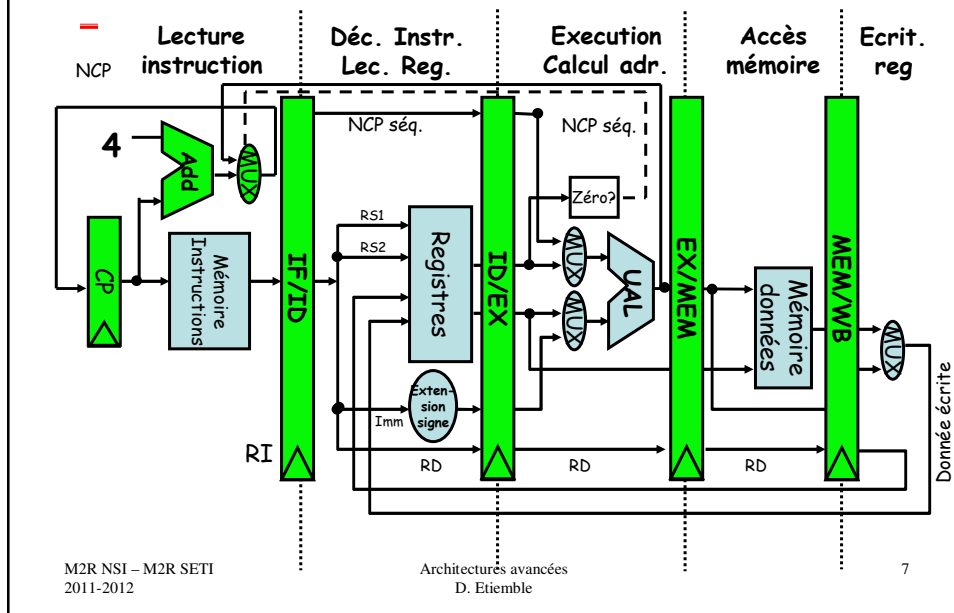 Lecture
instruction
Déc. Instr.
Lec. Reg.
Execution
Calcul adr.
Accès
mémoire
Ecrit.
reg
NCP
NCP séq.
NCP séq.
4
Add
MUX
Zéro?
RS1
RS2
CP
Mémoire
Instructions
IF/ID
Registres
ID/EX
MUX
MUX
UAL
EX/MEM
Mémoire
données
MEM/WB
MUX
Donnée écrite
Exten-
sion
signe
Imm
RI
RD
RD
RD
M2R NSI – M2R SETI
2011-2012
Architectures avancées
D. Etiemble
7